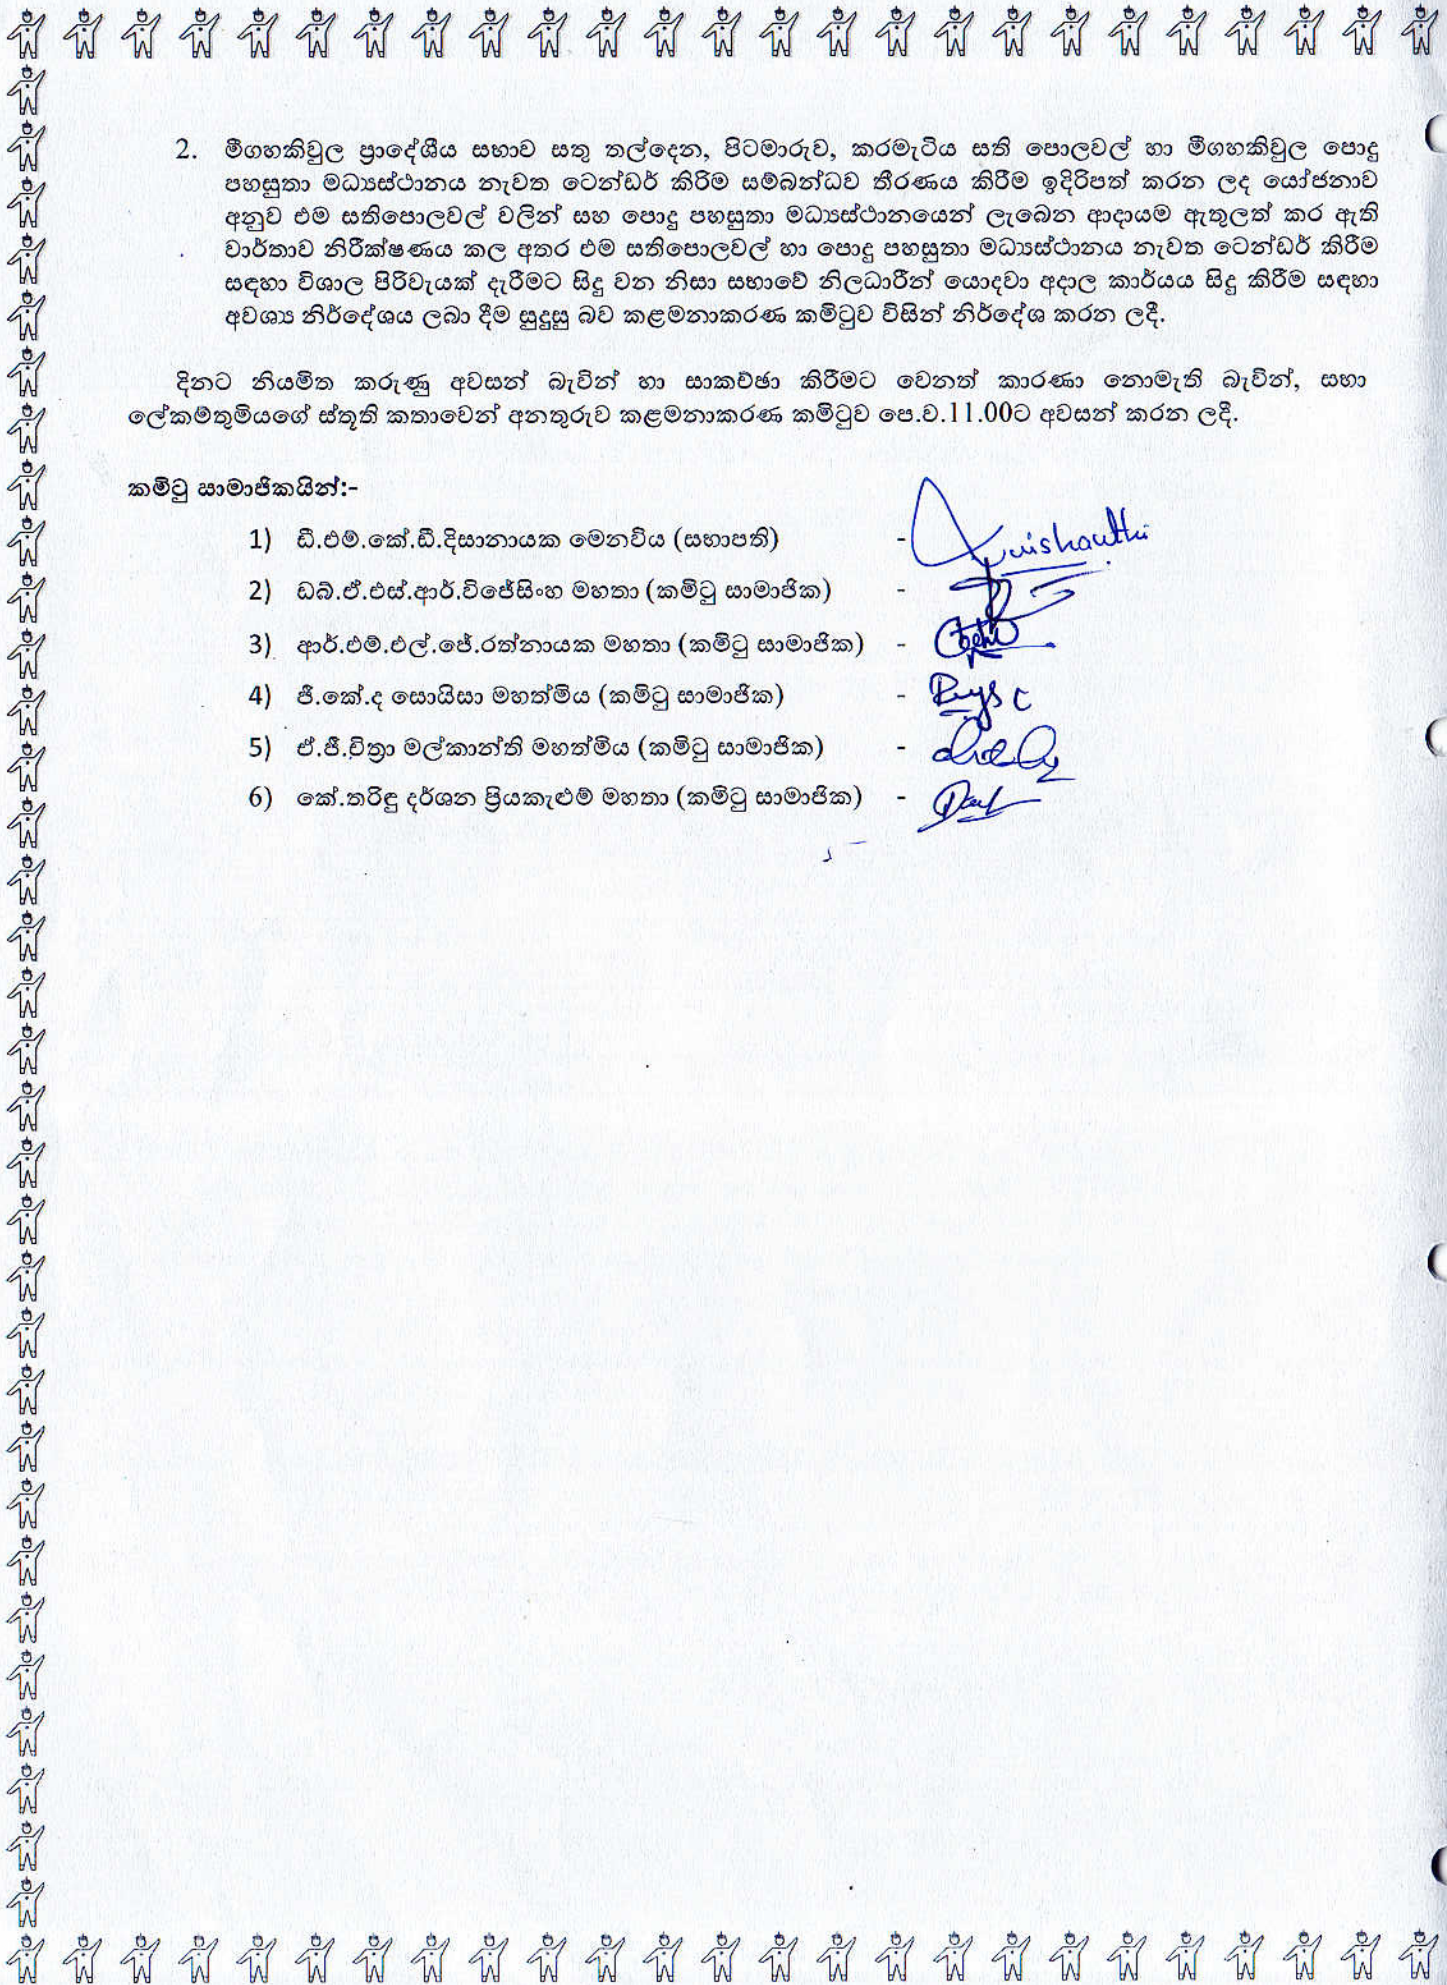 2. මීගහකිවුල ප්‍රාදේශීය සභාව සතු තල්දෙන, පිටමාරුව, කරමැටිය සති පොලවල් හා මීගහකිවුල පොදු
පහසුතා මධ්‍යස්ථානය නැවත ටෙන්ඩර් කිරිම සම්බන්ධව තීරණය කිරීම ඉදිරිපත් කරන ලද යෝජනාව
අනුව එම සතිපොලවල් වලින් සහ පොදු පහසුතා මධ්‍යස්ථානයෙන් ලැබෙන ආදායම ඇතුලත් කර ඇති
වාර්තාව නිරීක්ෂණය කල අතර එම සතිපොලවල් හා පොදු පහසුතා මධ්‍යස්ථානය නැවත ටෙන්ඩර් කිරීම
සඳහා විශාල පිරිවැයක් දැරීමට සිදු වන නිසා සභාවේ නිලධාරීන් යොදවා අදාල කාර්යය සිදු කිරීම සඳහා
අවශ්‍ය නිර්දේශය ලබා දීම සුදුසු බව කළමනාකරණ කමිටුව විසින් නිර්දේශ කරන ලදී.
දිනට නියමිත කරුණු අවසන් බැවින් හා සාකච්ඡා කිරීමට වෙනත් කාරණා නොමැති බැවින්, සභා
ලේකම්තුමියගේ ස්තූති කතාවෙන් අනතුරුව කළමනාකරණ කමිටුව පෙ.ව.11.00ට අවසන් කරන ලදී.
කමිටු සාමාජිකයින්:-
1) ඩී.එම්.කේ.ඩී.දිසානායක මෙනවිය (සභාපති) -
2) ඩබ්.ඒ.එස්.ආර්.විජේසිංහ මහතා (කමිටු සාමාජික) -
3) ආර්.එම්.එල්.ජේ.රත්නායක මහතා (කමිටු සාමාජික) -
4) ජී.කේ.ද සොයිසා මහත්මිය (කමිටු සාමාජික) -
5) ඒ.ජී.චිත්‍රා මල්කාන්ති මහත්මිය (කමිටු සාමාජික) -
6) කේ.තරිඳු දර්ශන ප්‍රියකැළුම් මහතා (කමිටු සාමාජික) -